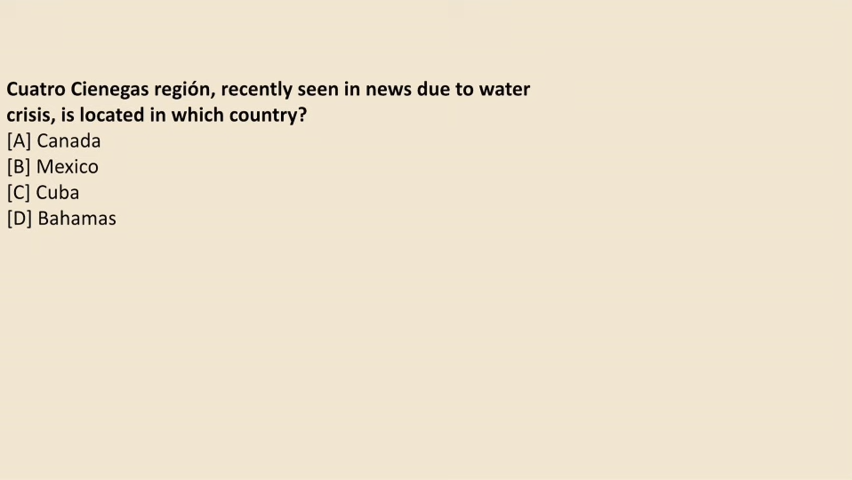 Cuatro Cienegas región, recently seen in news due to water
crisis, is located in which country?
[A] Canada
[B] Mexico
[C] Cuba
[D] Bahamas